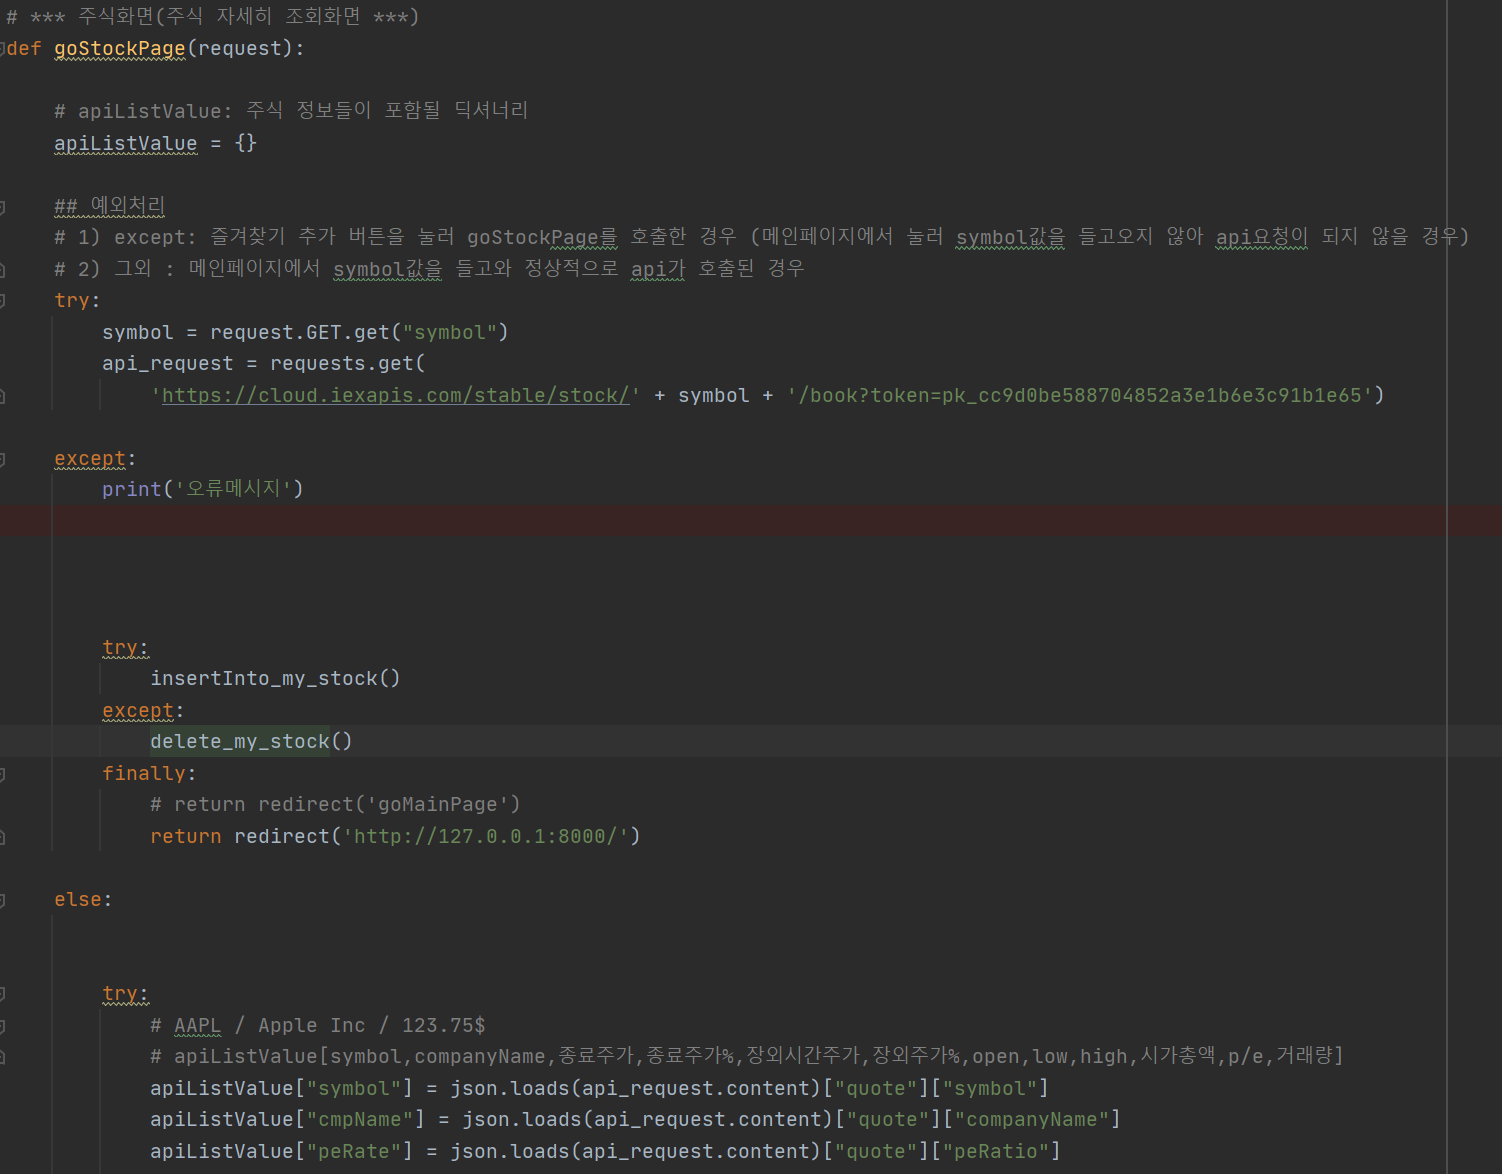 # *** 주식화면(주식 자세히 조회화면 ***)
def goStockPage(request):
# apiListValue: 주식 정보들이 포함될 딕셔너리
apiListValue = {}
## 예외처리
# 1) except: 즐겨찾기 추가 버튼을 눌러 goStockPage를 호출한 경우 (메인페이지에서 눌러 symbol값을 들고오지 않아 api요청이 되지 않을 경우)
# 2) 그외 : 메인페이지에서 symbol값을 들고와 정상적으로 api가 호출된 경우
try:
symbol = request.GET.get("symbol")
api_request = requests.get(
'https://cloud.iexapis.com/stable/stock/' + symbol + '/book?token=pk_cc9d0be588704852a3e1b6e3c91b1e65')
except:
print('오류메시지')
try:
insertInto_my_stock()
except:
delete_my_stock()
finally:
# return redirect('goMainPage')
return redirect('http://127.0.0.1:8000/')
else:
try:
# AAPL / Apple Inc / 123.75$
# apiListValue[symbol,companyName,종료주가,종료주가%,장외시간주가,장외주가%,open,low,high,시가총액,p/e,거래량]
apiListValue["symbol"] = json.loads(api_request.content)["quote"]["symbol"]
apiListValue["cmpName"] = json.loads(api_request.content)["quote"]["companyName"]
apiListValue["peRate"] = json.loads(api_request.content)["quote"]["peRatio"]